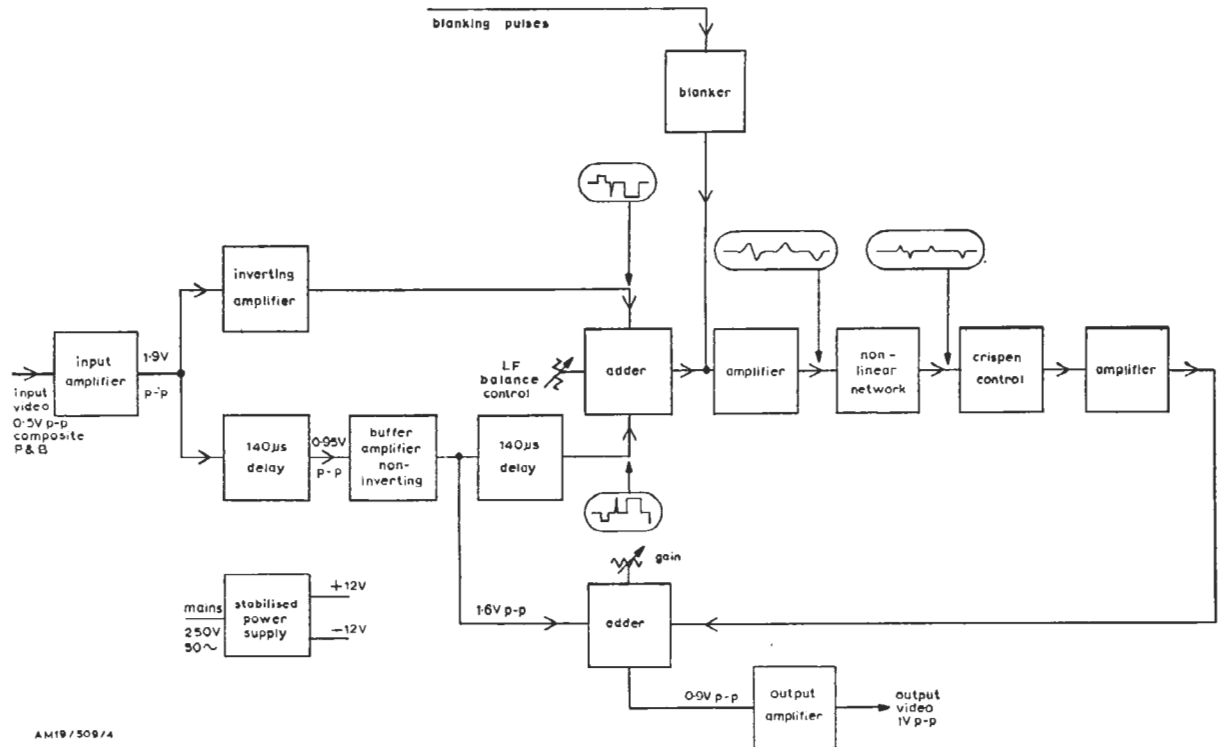 blanking pulses
blanker
inverting
amplifier
input
amplifier
1·9V
p-p
input
video
0·5V p-p
composite
P & B
140µs
delay
0·95V
p-p
buffer
amplifier
non-
inverting
140µs
delay
LF
balance
control
adder
amplifier
non-
linear
network
crispen
control
amplifier
gain
1·6V p-p
adder
mains
250V
50~
stabilised
power
supply
+12V
-12V
0·9V p-p
output
amplifier
output
video
1V p-p
AM19/509/4